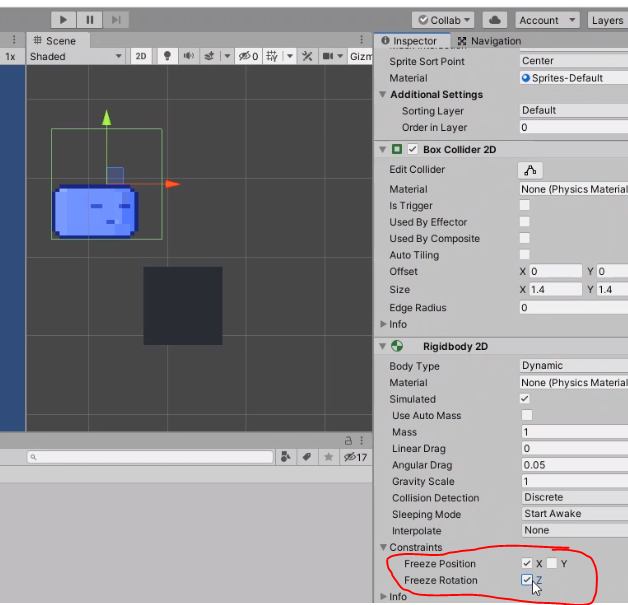 Collab
Account
Layers
Scene
Inspector
Navigation
1x
Shaded
2D
0
Gizm
Sprite Sort Point
Center
Material
Sprites-Default
Additional Settings
Sorting Layer
Default
Order in Layer
0
Box Collider 2D
Edit Collider
Material
None (Physics Material
Is Trigger
Used By Effector
Used By Composite
Auto Tiling
Offset
X 0
Y 0
Size
X 1.4
Y 1.4
Edge Radius
0
Info
Rigidbody 2D
Body Type
Dynamic
Material
None (Physics Material
Simulated
Use Auto Mass
Mass
1
Linear Drag
0
Angular Drag
0.05
Gravity Scale
1
Collision Detection
Discrete
Sleeping Mode
Start Awake
Interpolate
None
17
Constraints
Freeze Position
X
Y
Freeze Rotation
Z
Info